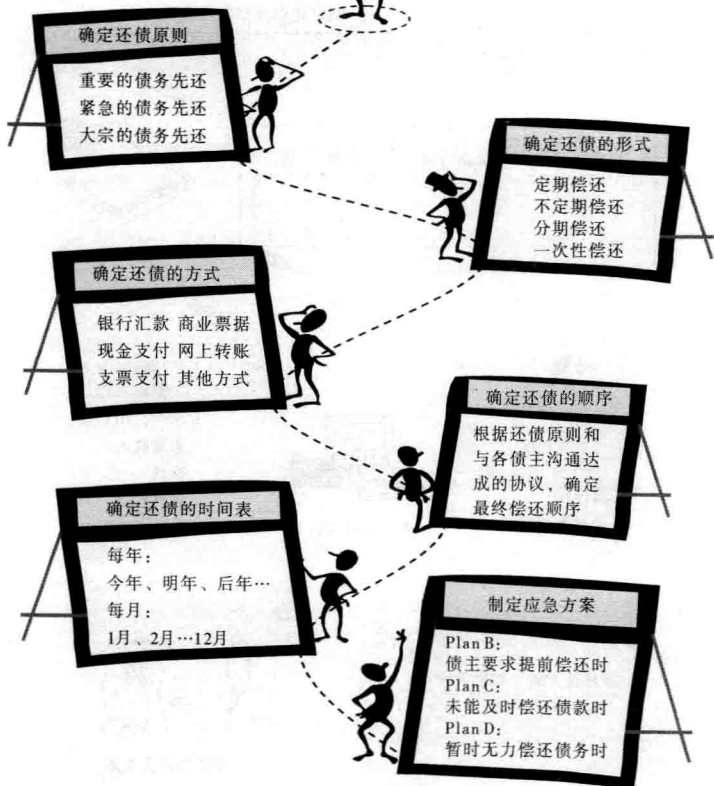 确定还债原则
重要的债务先还
紧急的债务先还
大宗的债务先还
确定还债的形式
定期偿还
不定期偿还
分期偿还
一次性偿还
确定还债的方式
银行汇款 商业票据
现金支付 网上转账
支票支付 其他方式
确定还债的顺序
根据还债原则和
与各债主沟通达
成的协议，确定
最终偿还顺序
确定还债的时间表
每年：
今年、明年、后年…
每月：
1月、2月…12月
制定应急方案
Plan B:
债主要求提前偿还时
Plan C:
未能及时偿还债款时
Plan D:
暂时无力偿还债务时